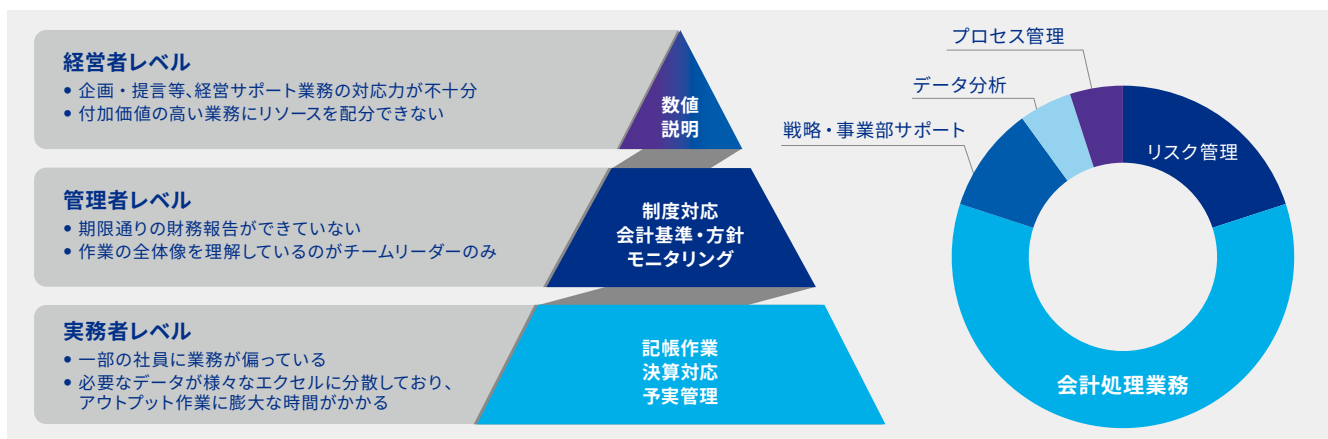 経営者レベル
• 企画・提言等、経営サポート業務の対応力が不十分
• 付加価値の高い業務にリソースを配分できない
数値
説明
管理者レベル
• 期限通りの財務報告ができていない
• 作業の全体像を理解しているのがチームリーダーのみ
制度対応
会計基準・方針
モニタリング
実務者レベル
• 一部の社員に業務が偏っている
• 必要なデータが様々なエクセルに分散しており、
アウトプット作業に膨大な時間がかかる
記帳作業
決算対応
予実管理
プロセス管理
データ分析
戦略・事業部サポート
リスク管理
会計処理業務